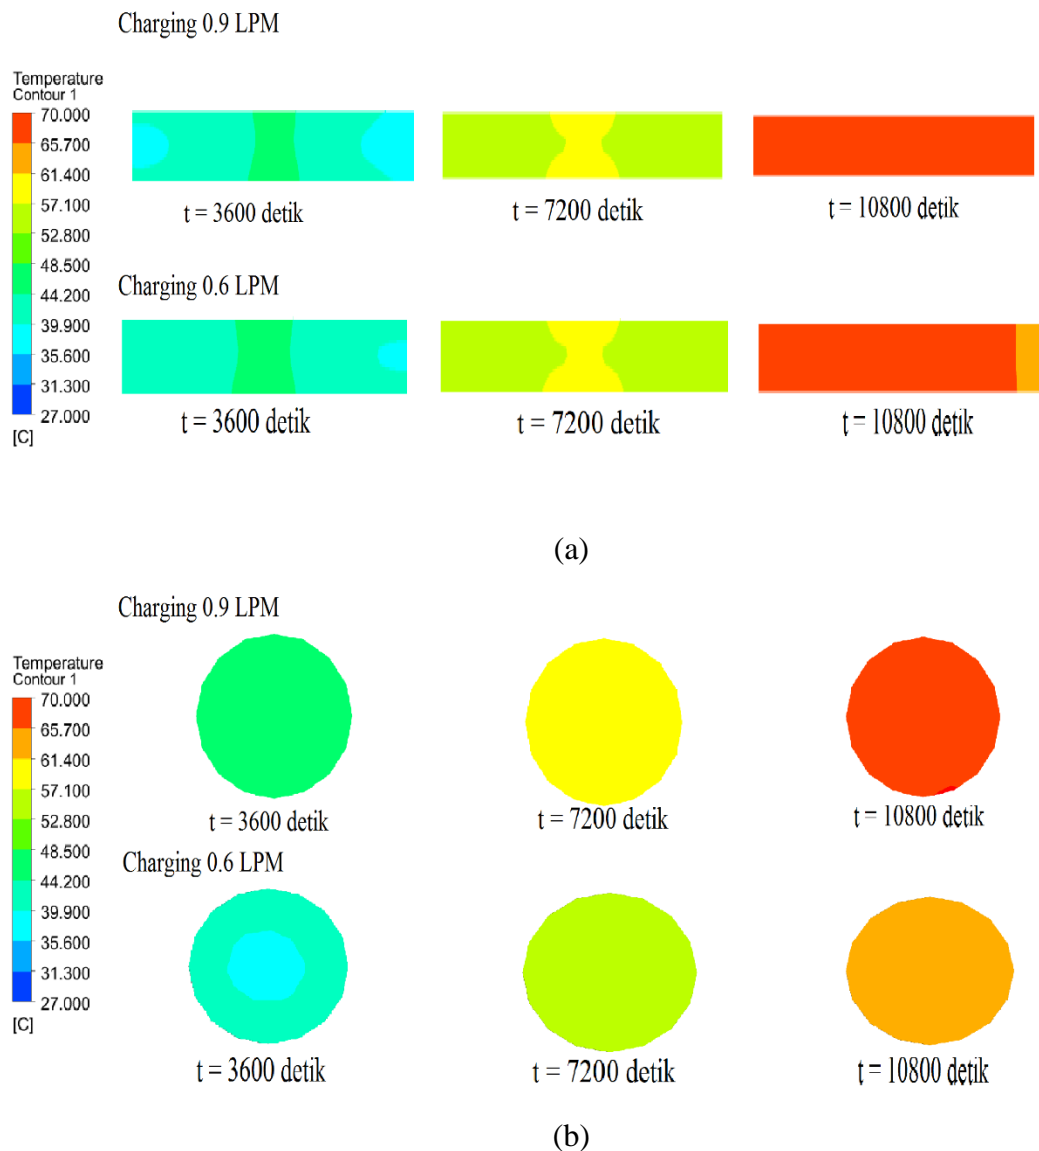 Charging 0.9 LPM
Temperature
Contour 1
70.000
65.700
61.400
57.100
52.800
48.500
44.200
39.900
35.600
31.300
27.000
[C]
t = 3600 detik
t = 7200 detik
t = 10800 detik
Charging 0.6 LPM
t = 3600 detik
t = 7200 detik
t = 10800 detik
(a)
Charging 0.9 LPM
Temperature
Contour 1
70.000
65.700
61.400
57.100
52.800
48.500
44.200
39.900
35.600
31.300
27.000
[C]
t = 3600 detik
t = 7200 detik
t = 10800 detik
Charging 0.6 LPM
t = 3600 detik
t = 7200 detik
t = 10800 detik
(b)